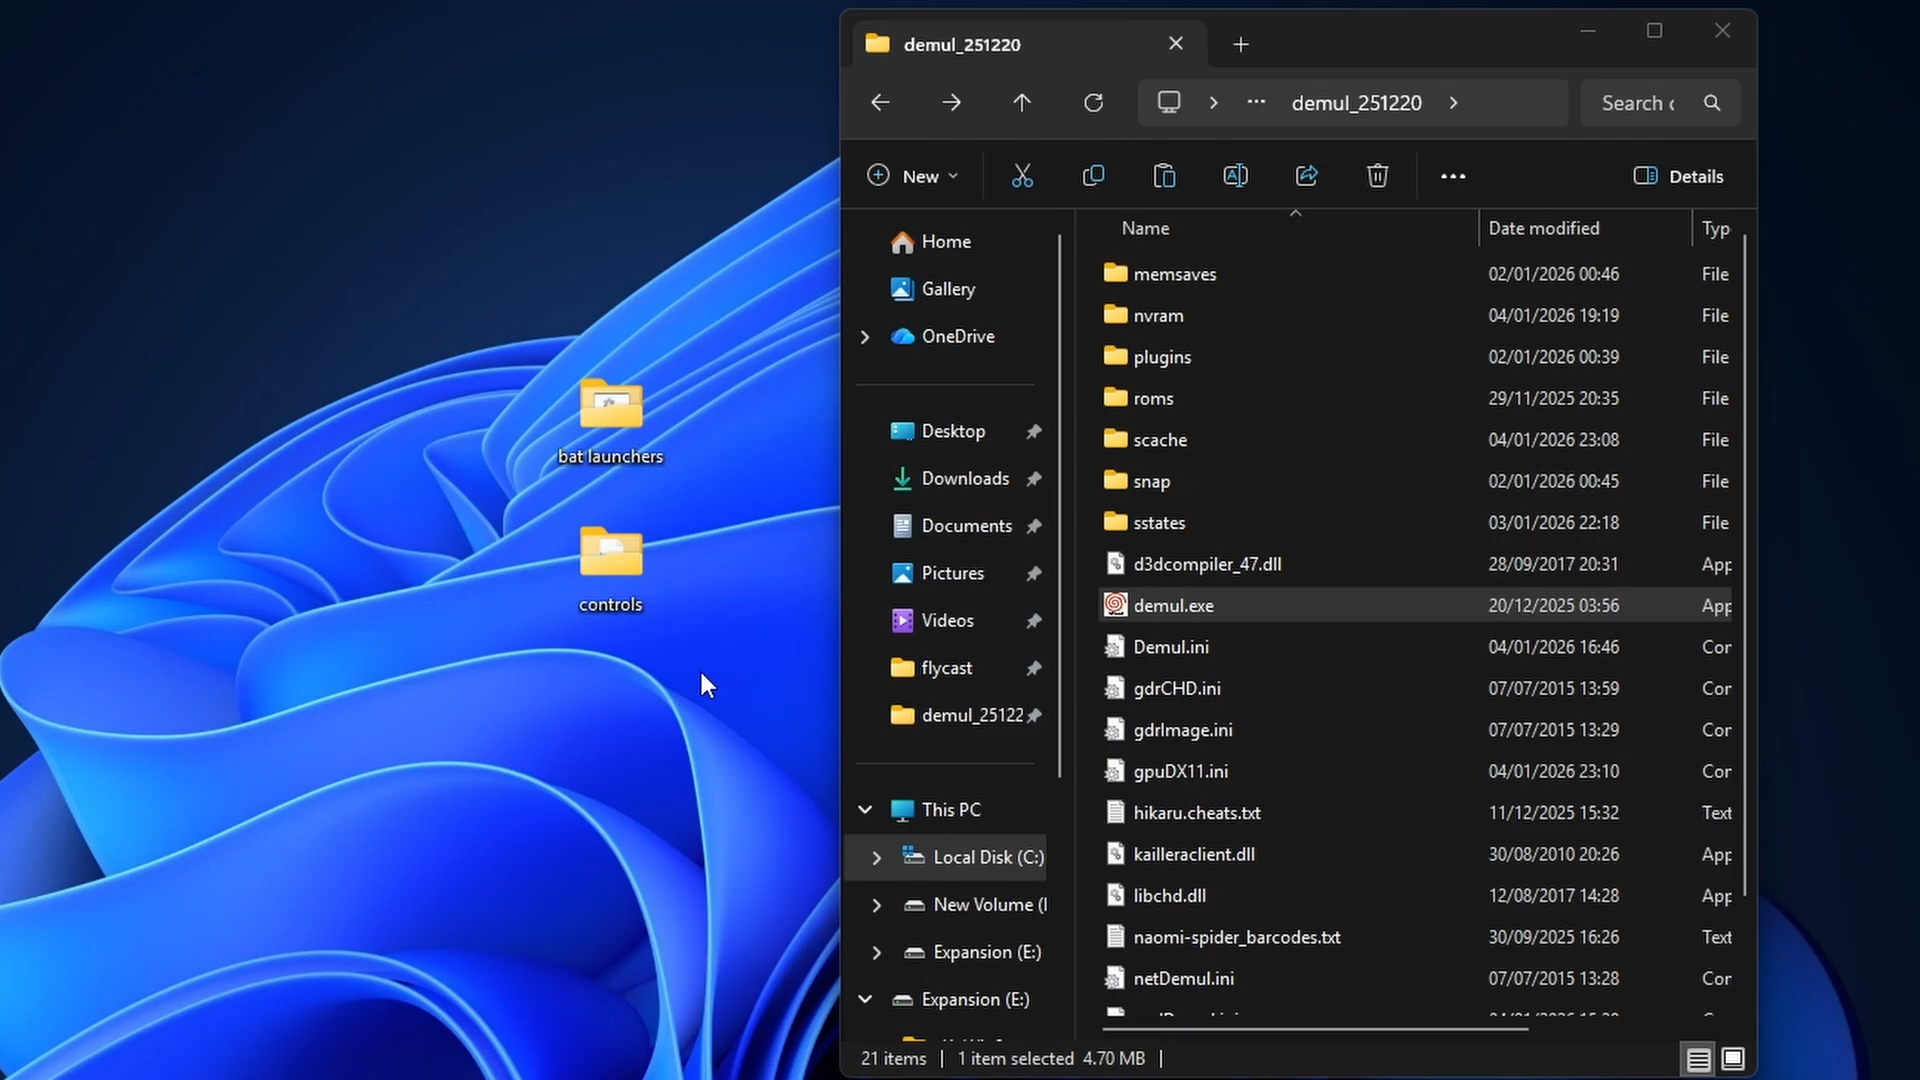 bat launchers
controls
demul_251220
demul_251220
Search
New
Details
Home
Gallery
OneDrive
Desktop
Downloads
Documents
Pictures
Videos
flycast
demul_25122
This PC
Local Disk (C:)
New Volume (
Expansion (E:)
Expansion (E:)
Name Date modified Typ
memsaves 02/01/2026 00:46 File
nvram 04/01/2026 19:19 File
plugins 02/01/2026 00:39 File
roms 29/11/2025 20:35 File
scache 04/01/2026 23:08 File
snap 02/01/2026 00:45 File
sstates 03/01/2026 22:18 File
d3dcompiler_47.dll 28/09/2017 20:31 App
demul.exe 20/12/2025 03:56 App
Demul.ini 04/01/2026 16:46 Cor
gdrCHD.ini 07/07/2015 13:59 Cor
gdrImage.ini 07/07/2015 13:29 Cor
gpuDX11.ini 04/01/2026 23:10 Cor
hikaru.cheats.txt 11/12/2025 15:32 Text
kailleraclient.dll 30/08/2010 20:26 App
libchd.dll 12/08/2017 14:28 App
naomi-spider_barcodes.txt 30/09/2025 16:26 Text
netDemul.ini 07/07/2015 13:28 Cor
21 items | 1 item selected 4.70 MB |